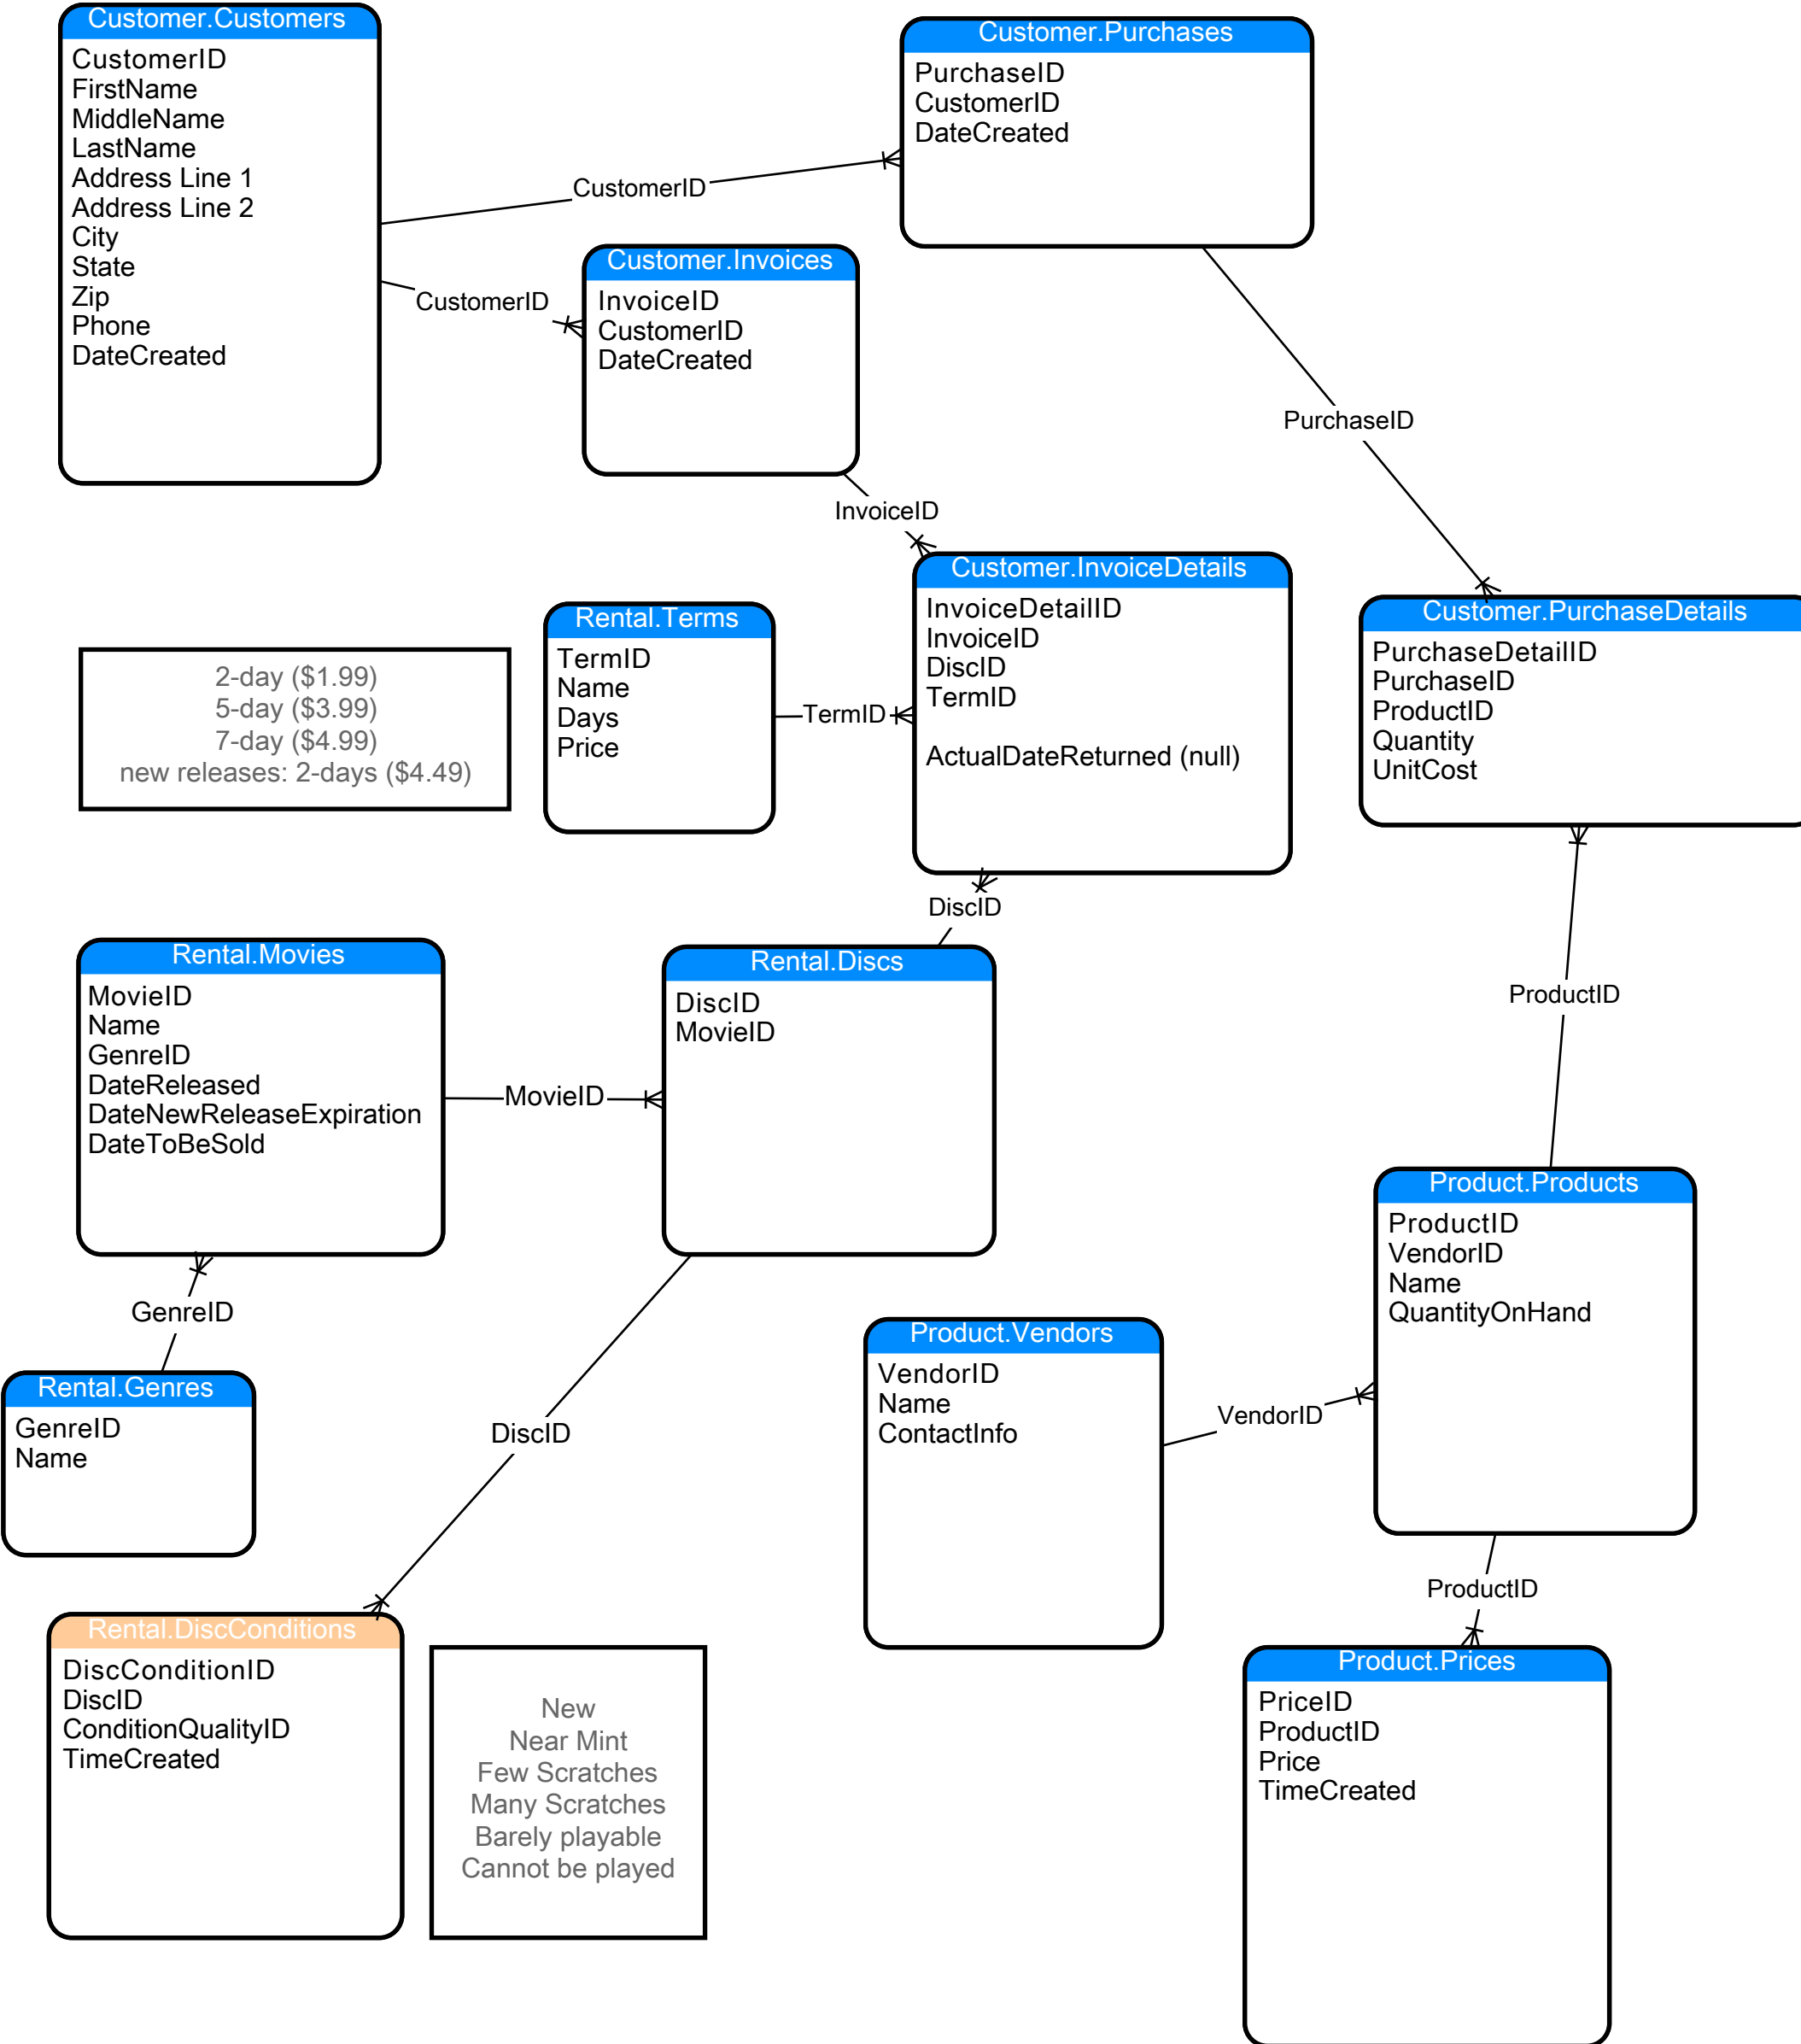 Customer.Customers
CustomerID
FirstName
MiddleName
LastName
Address Line 1
Address Line 2
City
State
Zip
Phone
DateCreated
Customer.Purchases
PurchaseID
CustomerID
DateCreated
CustomerID
CustomerID
Customer.Invoices
InvoiceID
CustomerID
DateCreated
PurchaseID
InvoiceID
2-day ($1.99)
5-day ($3.99)
7-day ($4.99)
new releases: 2-days ($4.49)
Rental.Terms
TermID
Name
Days
Price
TermID
Customer.InvoiceDetails
InvoiceDetailID
InvoiceID
DiscID
TermID
ActualDateReturned (null)
Customer.PurchaseDetails
PurchaseDetailID
PurchaseID
ProductID
Quantity
UnitCost
DiscID
Rental.Movies
MovieID
Name
GenreID
DateReleased
DateNewReleaseExpiration
DateToBeSold
MovieID
Rental.Discs
DiscID
MovieID
ProductID
Product.Products
ProductID
VendorID
Name
QuantityOnHand
GenreID
Rental.Genres
GenreID
Name
DiscID
Product.Vendors
VendorID
Name
ContactInfo
VendorID
ProductID
Rental.DiscConditions
DiscConditionID
DiscID
ConditionQualityID
TimeCreated
New
Near Mint
Few Scratches
Many Scratches
Barely playable
Cannot be played
Product.Prices
PriceID
ProductID
Price
TimeCreated